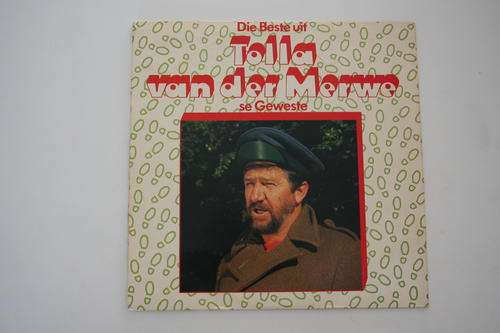 Die Beste uit
Tolla
van der Merwe
se Geweste